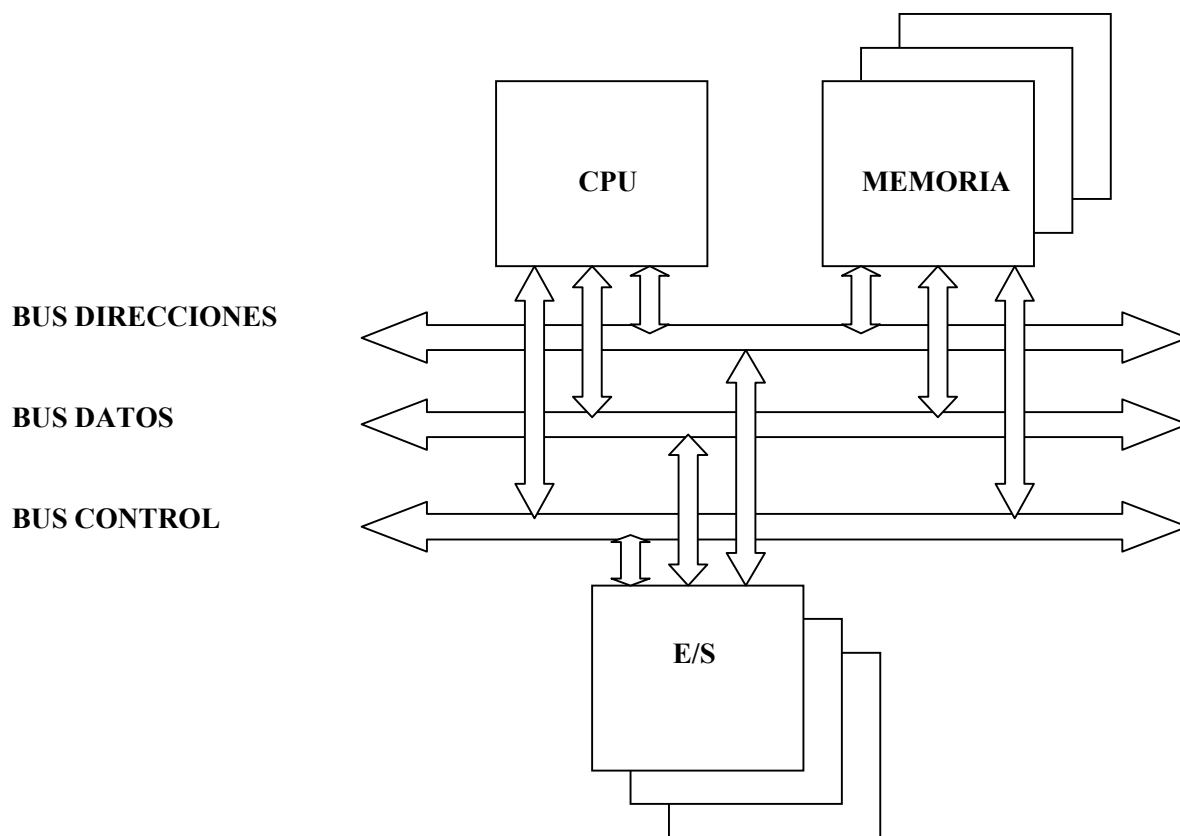 CPU
MEMORIA
BUS DIRECCIONES
BUS DATOS
BUS CONTROL
E/S